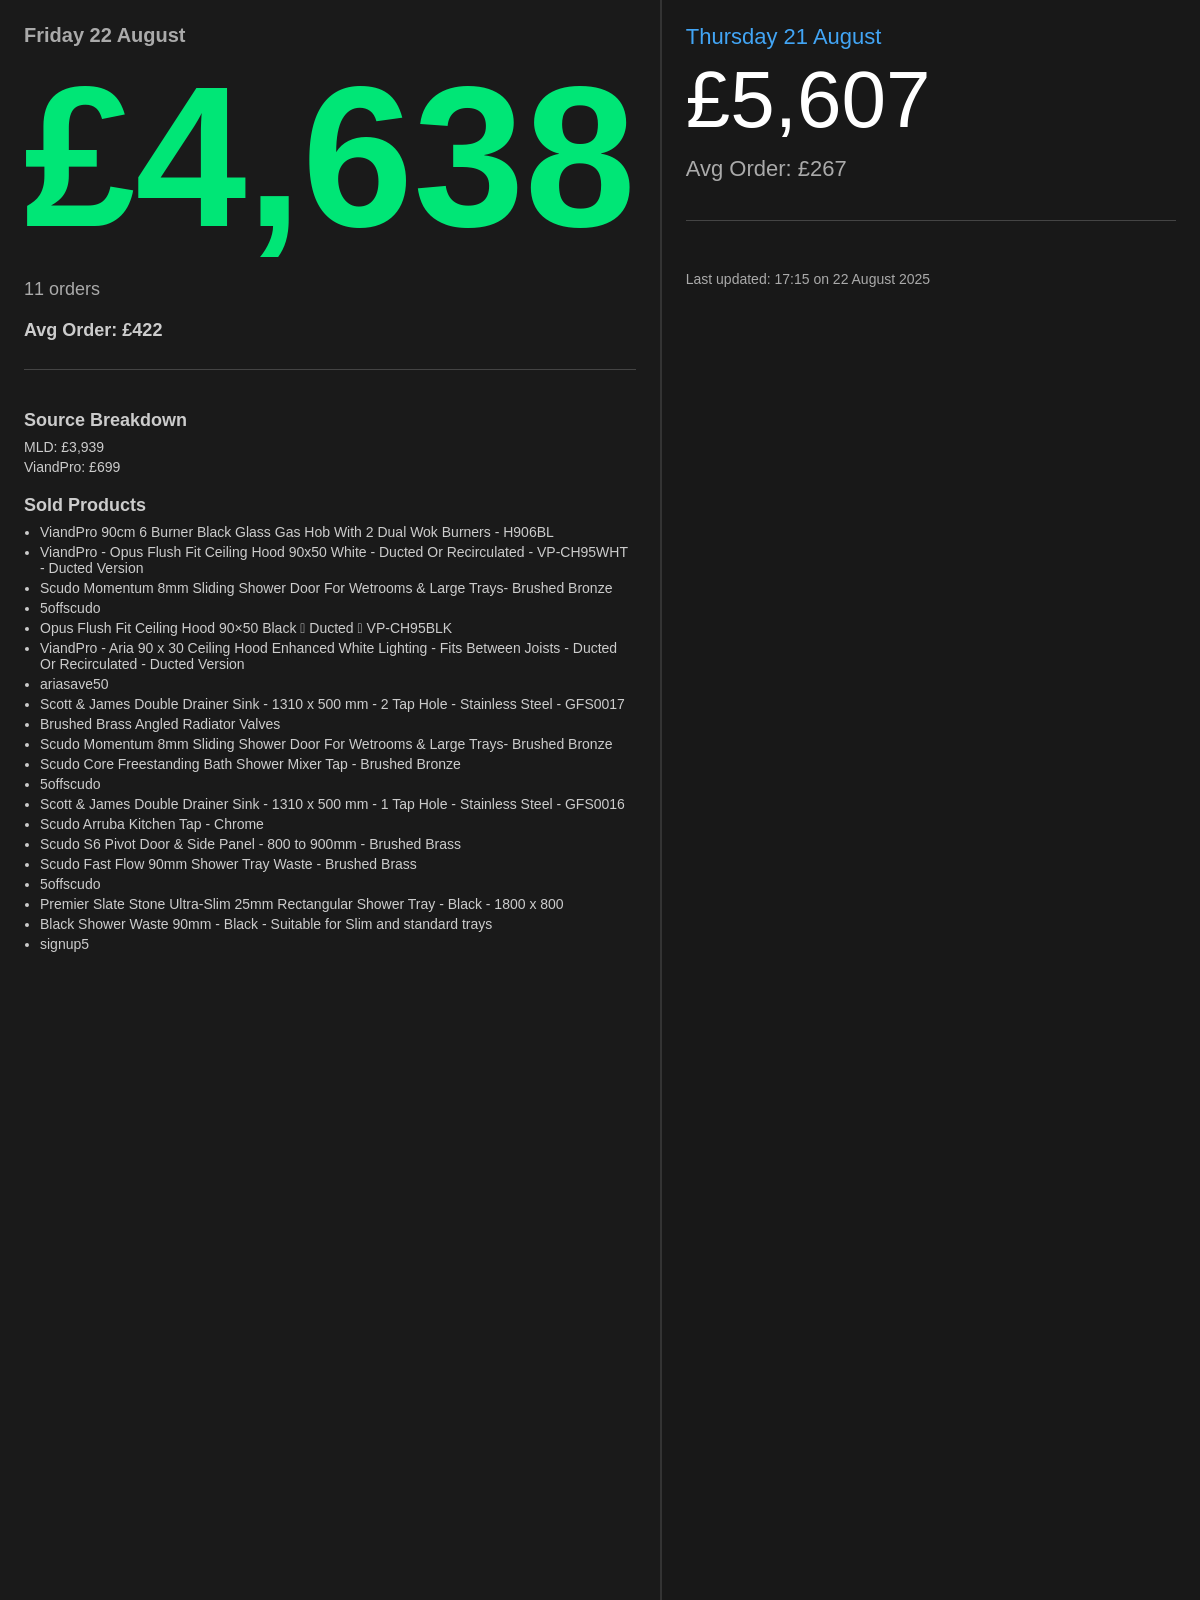 Friday 22 August
£4,638
11 orders
Avg Order: £422
Source Breakdown
MLD: £3,939
ViandPro: £699
Sold Products
• ViandPro 90cm 6 Burner Black Glass Gas Hob With 2 Dual Wok Burners - H906BL
• ViandPro - Opus Flush Fit Ceiling Hood 90x50 White - Ducted Or Recirculated - VP-CH95WHT
- Ducted Version
• Scudo Momentum 8mm Sliding Shower Door For Wetrooms & Large Trays- Brushed Bronze
• 5offscudo
• Opus Flush Fit Ceiling Hood 90×50 Black ▯ Ducted ▯ VP-CH95BLK
• ViandPro - Aria 90 x 30 Ceiling Hood Enhanced White Lighting - Fits Between Joists - Ducted
Or Recirculated - Ducted Version
• ariasave50
• Scott & James Double Drainer Sink - 1310 x 500 mm - 2 Tap Hole - Stainless Steel - GFS0017
• Brushed Brass Angled Radiator Valves
• Scudo Momentum 8mm Sliding Shower Door For Wetrooms & Large Trays- Brushed Bronze
• Scudo Core Freestanding Bath Shower Mixer Tap - Brushed Bronze
• 5offscudo
• Scott & James Double Drainer Sink - 1310 x 500 mm - 1 Tap Hole - Stainless Steel - GFS0016
• Scudo Arruba Kitchen Tap - Chrome
• Scudo S6 Pivot Door & Side Panel - 800 to 900mm - Brushed Brass
• Scudo Fast Flow 90mm Shower Tray Waste - Brushed Brass
• 5offscudo
• Premier Slate Stone Ultra-Slim 25mm Rectangular Shower Tray - Black - 1800 x 800
• Black Shower Waste 90mm - Black - Suitable for Slim and standard trays
• signup5
Thursday 21 August
£5,607
Avg Order: £267
Last updated: 17:15 on 22 August 2025